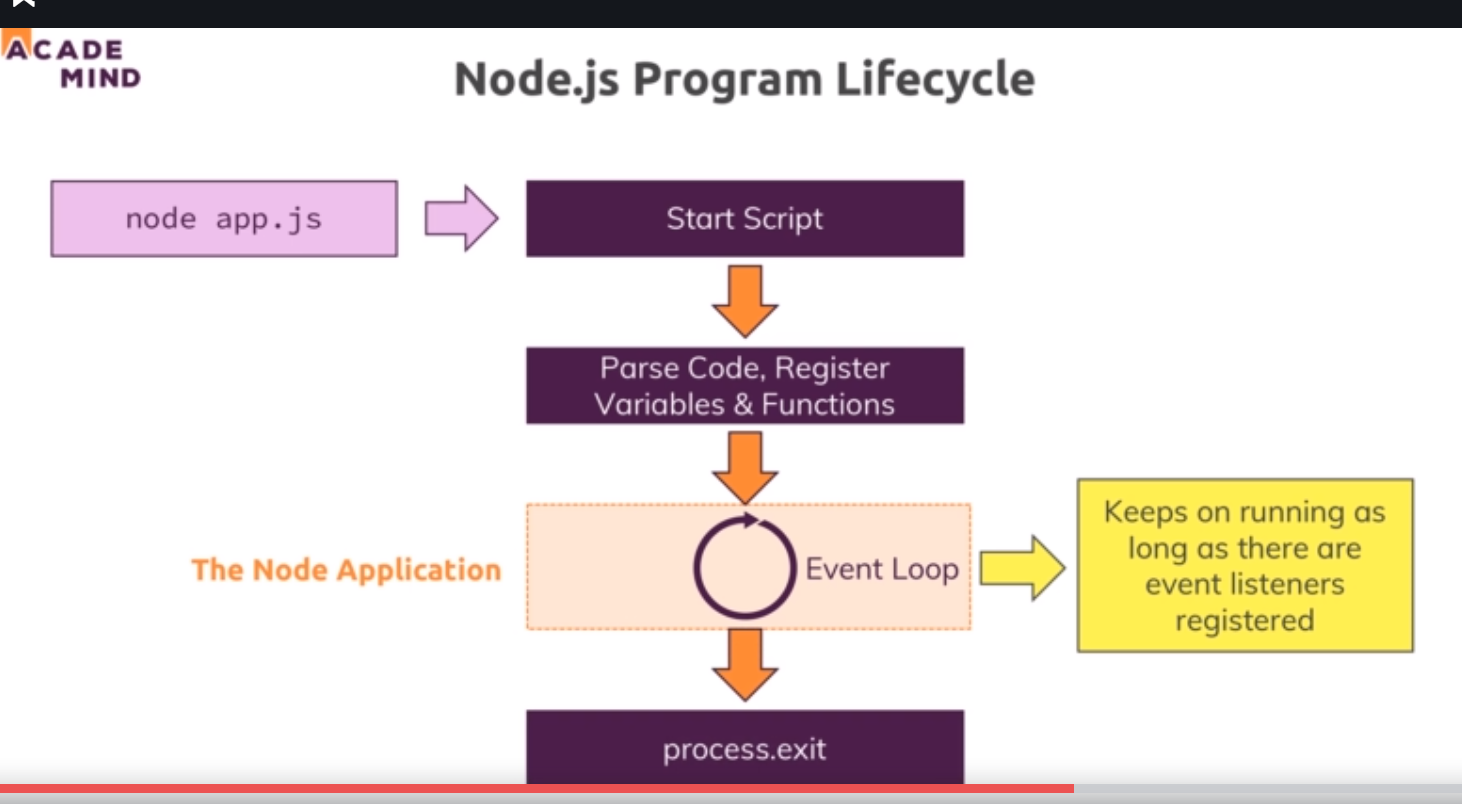 ACADE
MIND
Node.js Program Lifecycle
node app.js
Start Script
Parse Code, Register
Variables & Functions
The Node Application
Event Loop
Keeps on running as
long as there are
event listeners
registered
process.exit